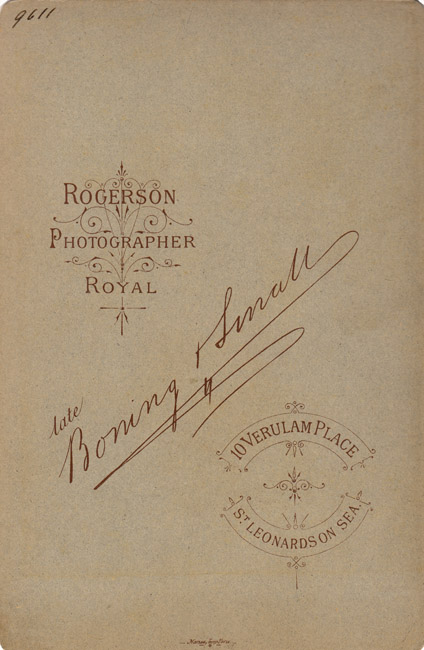 9611
ROGERSON
PHOTOGRAPHER
ROYAL
late
Boning & Small
10 VERULAM PLACE
ST LEONARDS ON SEA.